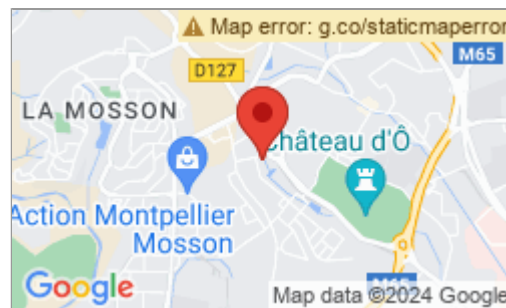 Map error: g.co/staticmaperror
M65
D127
LA MOSSON
Château d'Ô
Action Montpellier
Mosson
Google
Map data ©2024 Google